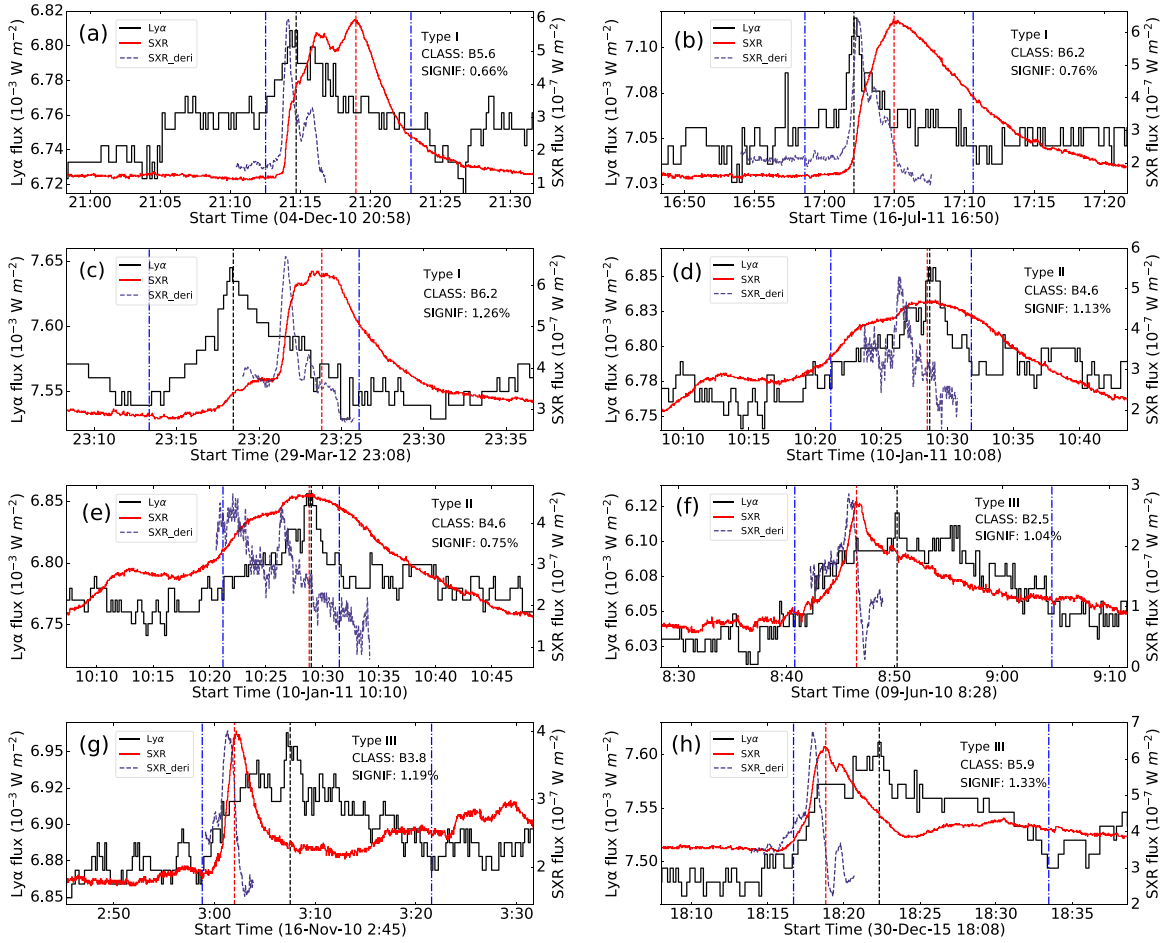 (a)
Lyα
SXR
SXR_deri
Type I
CLASS: B5.6
SIGNIF: 0.66%
6.82
6.80
6.78
6.76
6.74
6.72
Lyα flux (10⁻³ W m⁻²)
6
5
4
3
2
1
SXR flux (10⁻⁷ W m⁻²)
21:00 21:05 21:10 21:15 21:20 21:25 21:30
Start Time (04-Dec-10 20:58)
(b)
Lyα
SXR
SXR_deri
Type I
CLASS: B6.2
SIGNIF: 0.76%
7.10
7.08
7.05
7.03
Lyα flux (10⁻³ W m⁻²)
6
5
4
3
2
1
SXR flux (10⁻⁷ W m⁻²)
16:50 16:55 17:00 17:05 17:10 17:15 17:20
Start Time (16-Jul-11 16:50)
(c)
Lyα
SXR
SXR_deri
Type I
CLASS: B6.2
SIGNIF: 1.26%
7.65
7.60
7.55
Lyα flux (10⁻³ W m⁻²)
6
5
4
3
SXR flux (10⁻⁷ W m⁻²)
23:10 23:15 23:20 23:26 23:30 23:36
Start Time (29-Mar-12 23:08)
(d)
Lyα
SXR
SXR_deri
Type II
CLASS: B4.6
SIGNIF: 1.13%
6.85
6.83
6.80
6.78
6.75
Lyα flux (10⁻³ W m⁻²)
6
5
4
3
2
SXR flux (10⁻⁷ W m⁻²)
10:10 10:15 10:20 10:26 10:30 10:36 10:40
Start Time (10-Jan-11 10:08)
(e)
Lyα
SXR
SXR_deri
Type II
CLASS: B4.6
SIGNIF: 0.75%
6.85
6.80
6.75
Lyα flux (10⁻³ W m⁻²)
4
3
2
1
SXR flux (10⁻⁷ W m⁻²)
10:10 10:15 10:20 10:25 10:30 10:35 10:40 10:45
Start Time (10-Jan-11 10:10)
(f)
Lyα
SXR
SXR_deri
Type III
CLASS: B2.5
SIGNIF: 1.04%
6.12
6.10
6.08
6.05
6.03
Lyα flux (10⁻³ W m⁻²)
3
2
1
0
SXR flux (10⁻⁷ W m⁻²)
8:30 8:40 8:50 9:00 9:10
Start Time (09-Jun-10 8:28)
(g)
Lyα
SXR
SXR_deri
Type III
CLASS: B3.8
SIGNIF: 1.19%
6.95
6.92
6.90
6.88
6.85
Lyα flux (10⁻³ W m⁻²)
4
3
2
SXR flux (10⁻⁷ W m⁻²)
2:50 3:00 3:10 3:20 3:30
Start Time (16-Nov-10 2:45)
(h)
Lyα
SXR
SXR_deri
Type III
CLASS: B5.9
SIGNIF: 1.33%
7.60
7.55
7.50
Lyα flux (10⁻³ W m⁻²)
7
6
5
4
3
2
SXR flux (10⁻⁷ W m⁻²)
18:10 18:15 18:20 18:25 18:30 18:35
Start Time (30-Dec-15 18:08)